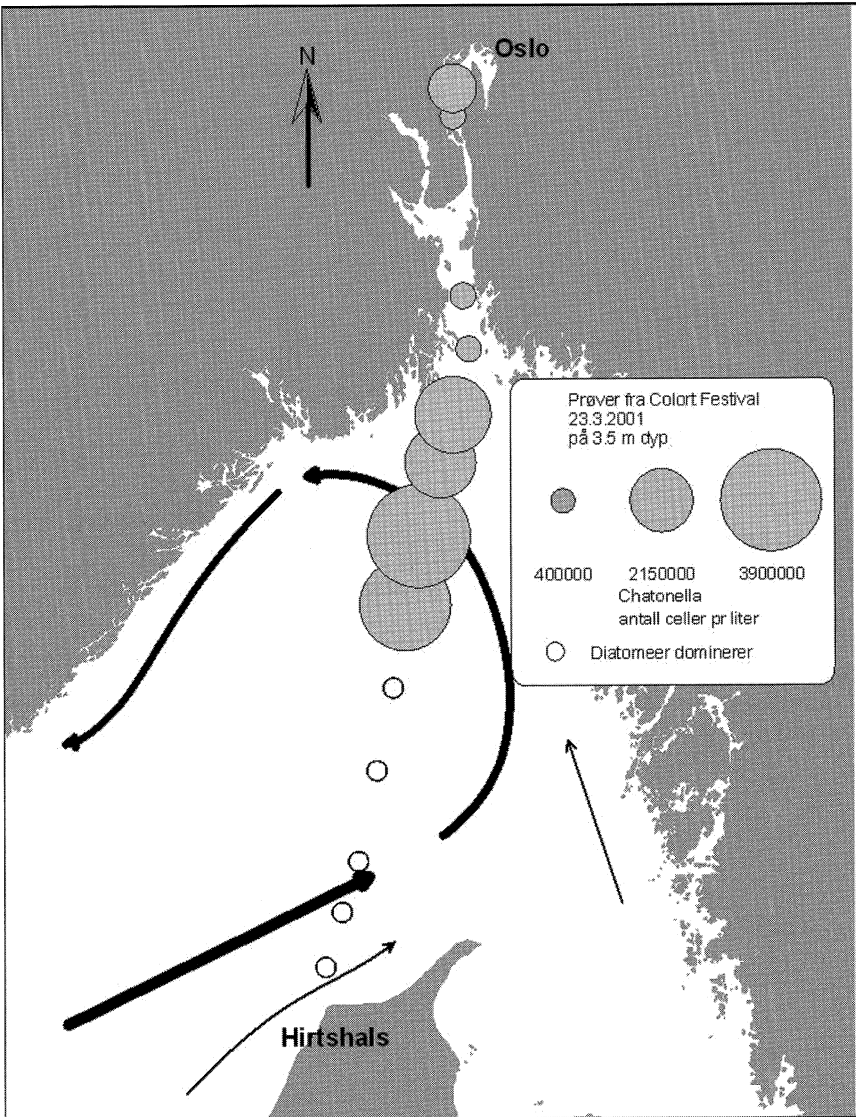 Oslo
N
Prøver fra Colort Festival
23.3.2001
på 3.5 m dyp
400000 2150000 3900000
Chatonella
antall celler pr liter
Diatomeer dominerer
Hirtshals